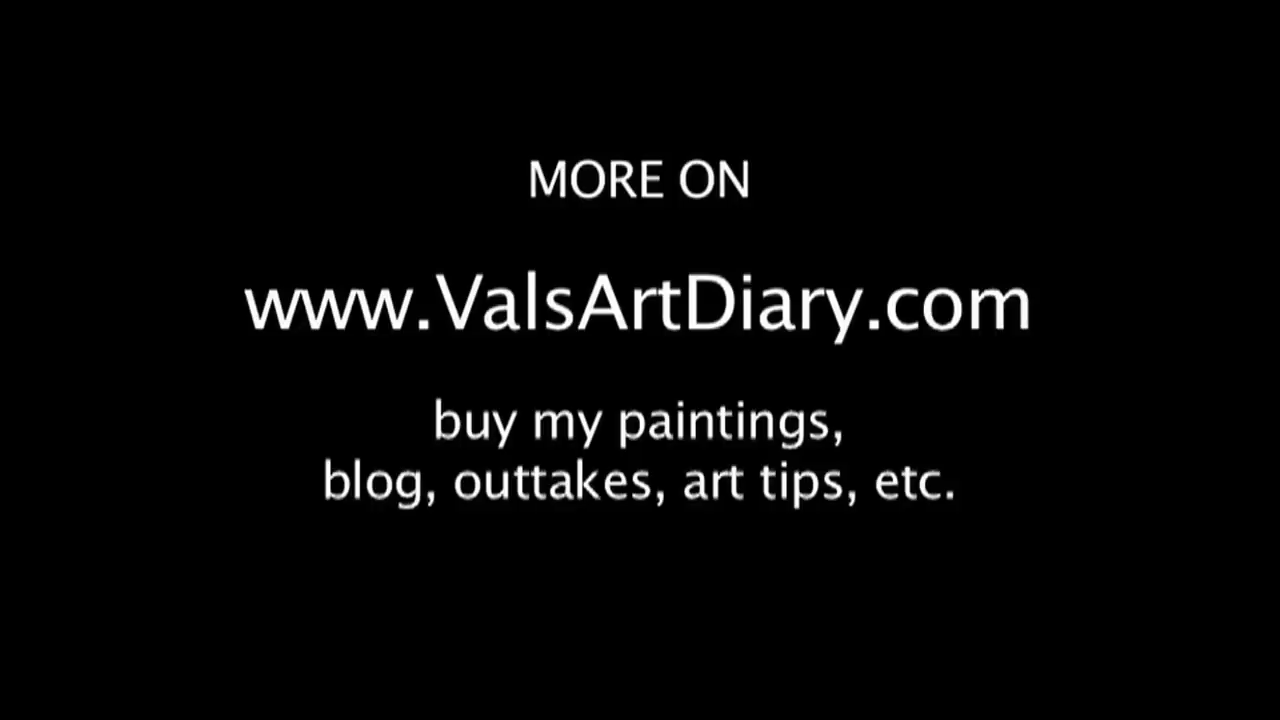 MORE ON
www.ValsArtDiary.com
buy my paintings,
blog, outtakes, art tips, etc.